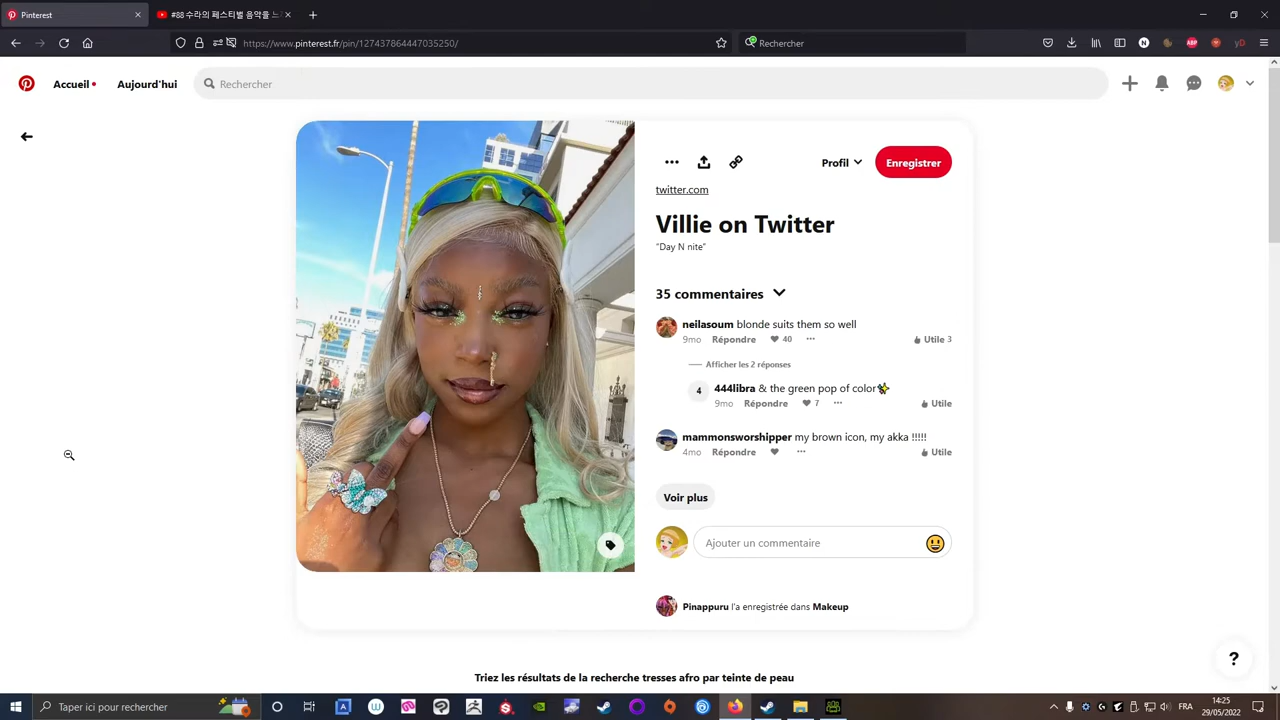 Pinterest
#88 수라의 페스티벌 음악을 느
https://www.pinterest.fr/pin/127437864447035250/
Rechercher
Accueil
Aujourd'hui
Rechercher
Profil
Enregistrer
twitter.com
Villie on Twitter
“Day N nite”
35 commentaires
neilasoum blonde suits them so well
9mo Répondre 40 Utile 3
Afficher les 2 réponses
4
444libra & the green pop of color
9mo Répondre 7 Utile
mammonsworshipper my brown icon, my akka !!!!!
4mo Répondre Utile
Voir plus
Ajouter un commentaire
Pinappuru l'a enregistrée dans Makeup
?
Triez les résultats de la recherche tresses afro par teinte de peau
Taper ici pour rechercher
FRA
14:25
29/05/2022